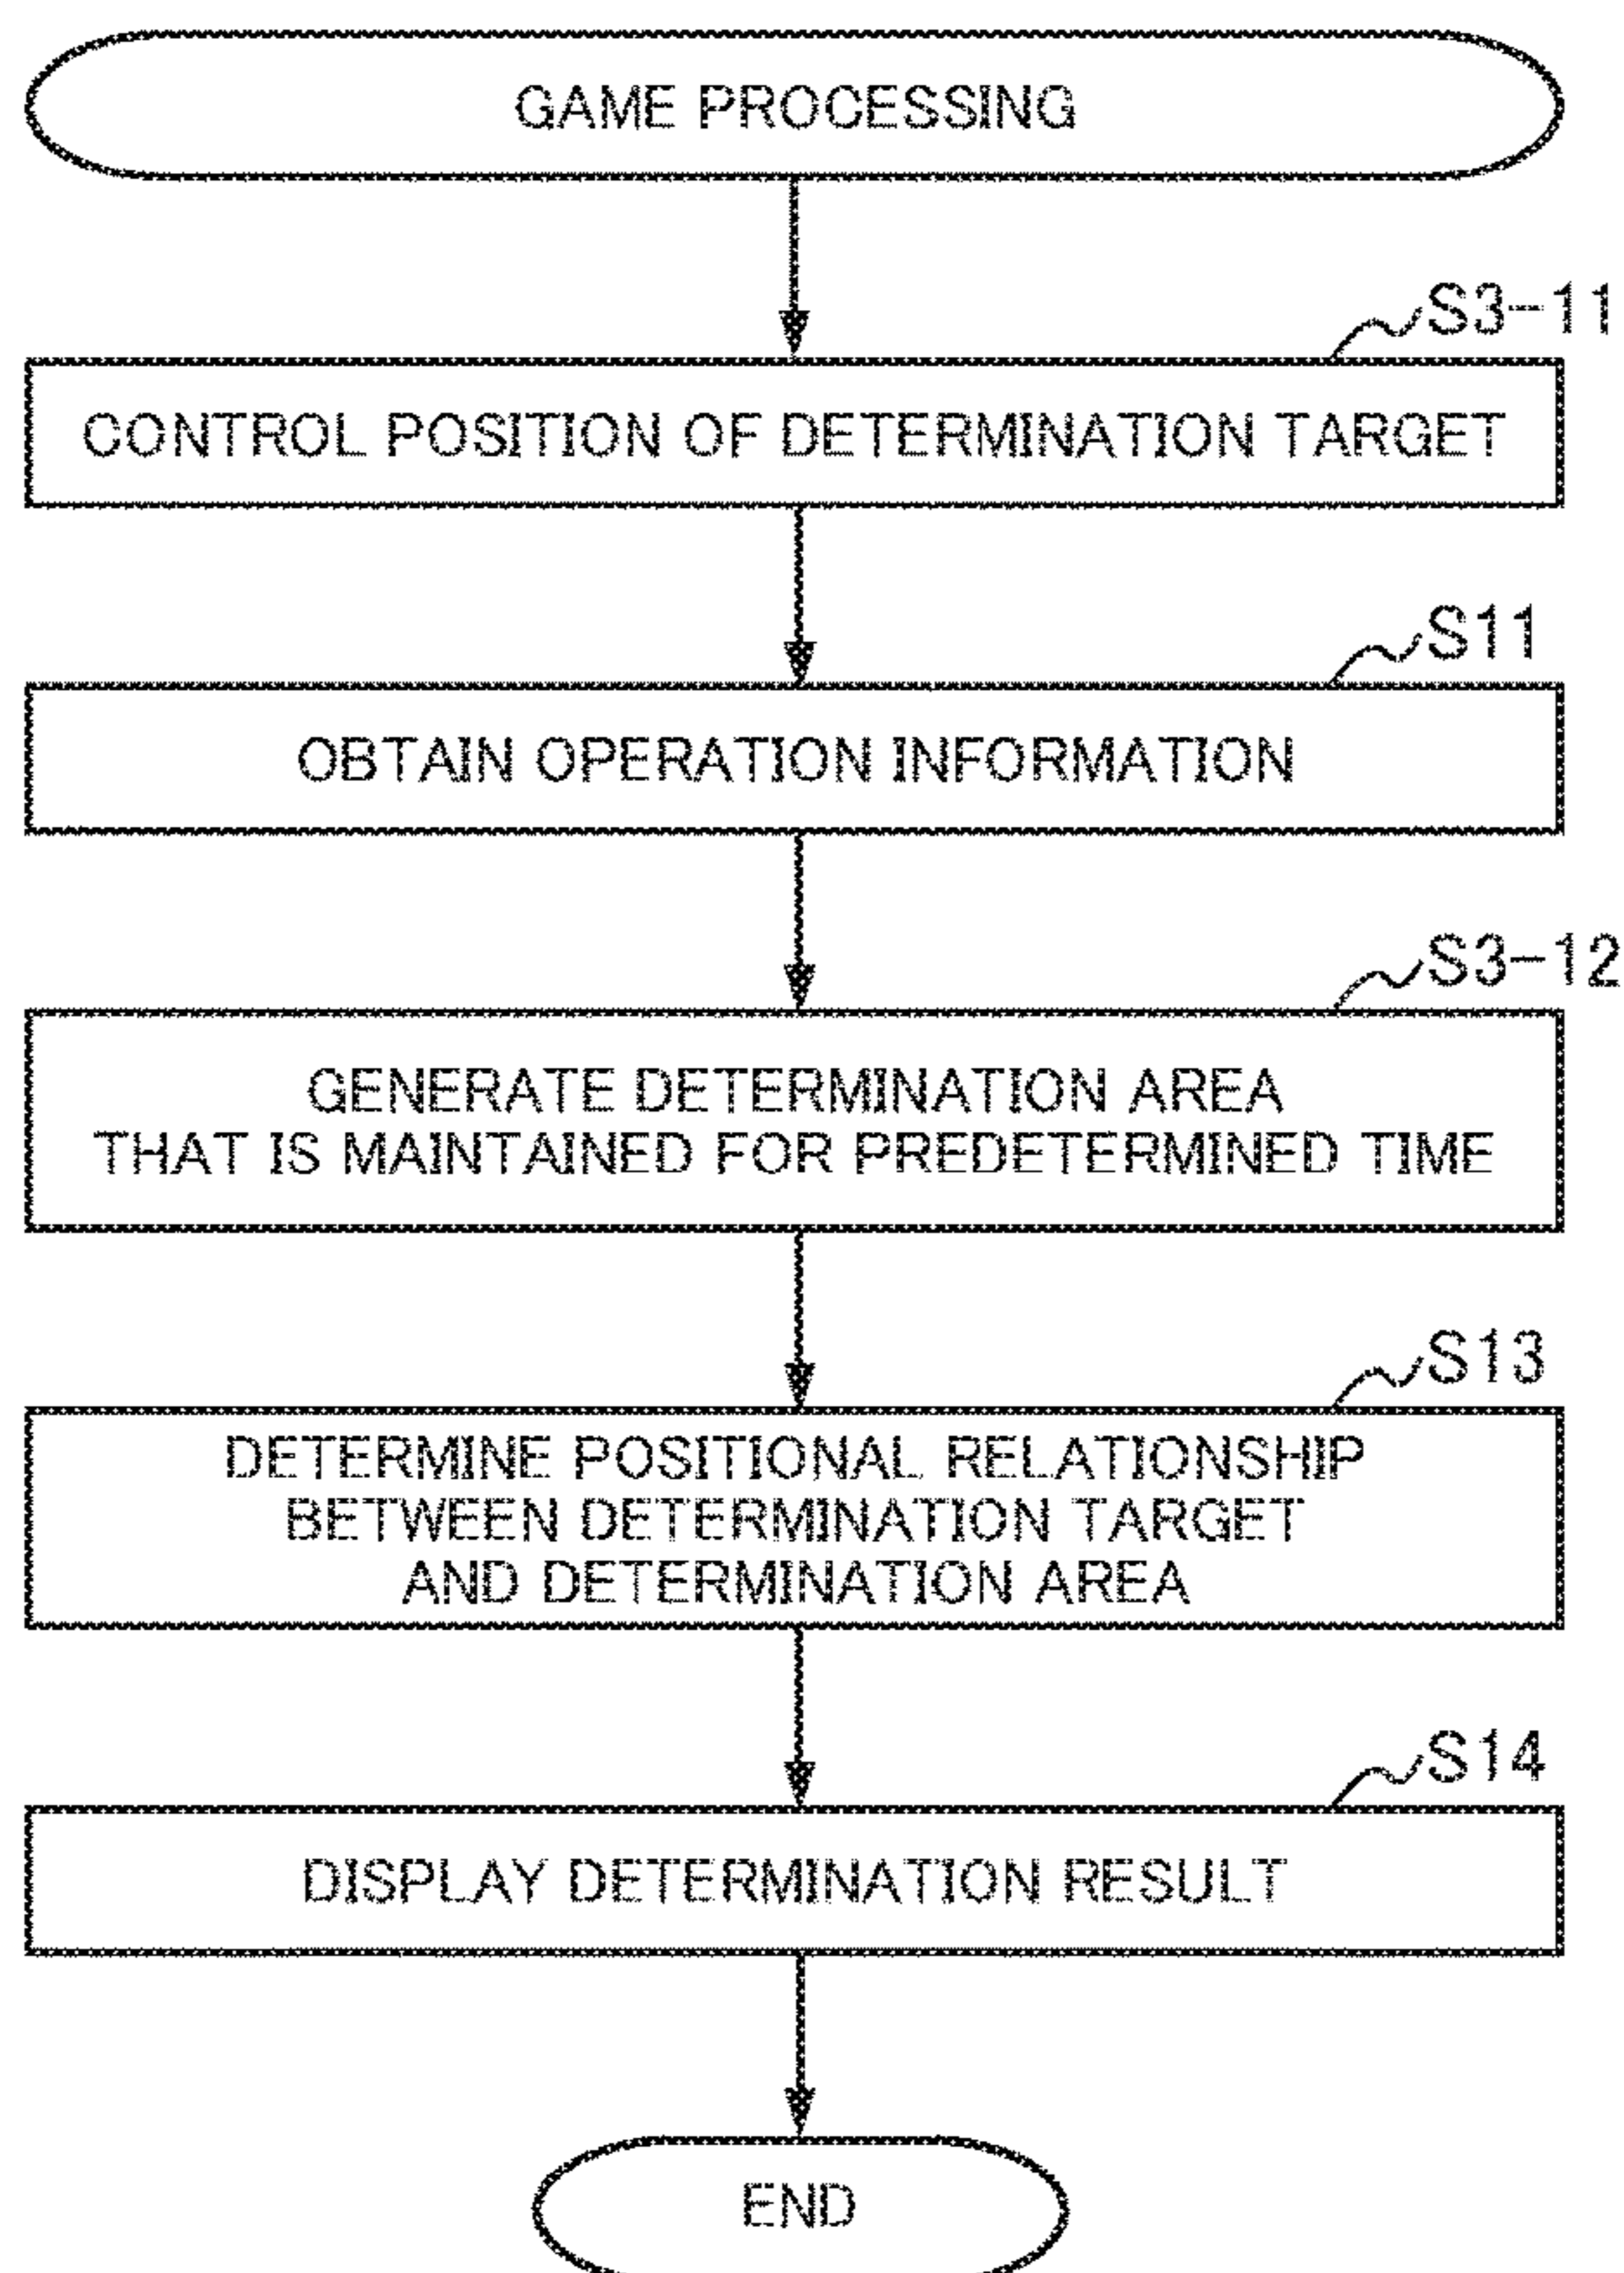 GAME PROCESSING
S3-11
CONTROL POSITION OF DETERMINATION TARGET
S11
OBTAIN OPERATION INFORMATION
S3-12
GENERATE DETERMINATION AREA
THAT IS MAINTAINED FOR PREDETERMINED TIME
S13
DETERMINE POSITIONAL RELATIONSHIP
BETWEEN DETERMINATION TARGET
AND DETERMINATION AREA
S14
DISPLAY DETERMINATION RESULT
END